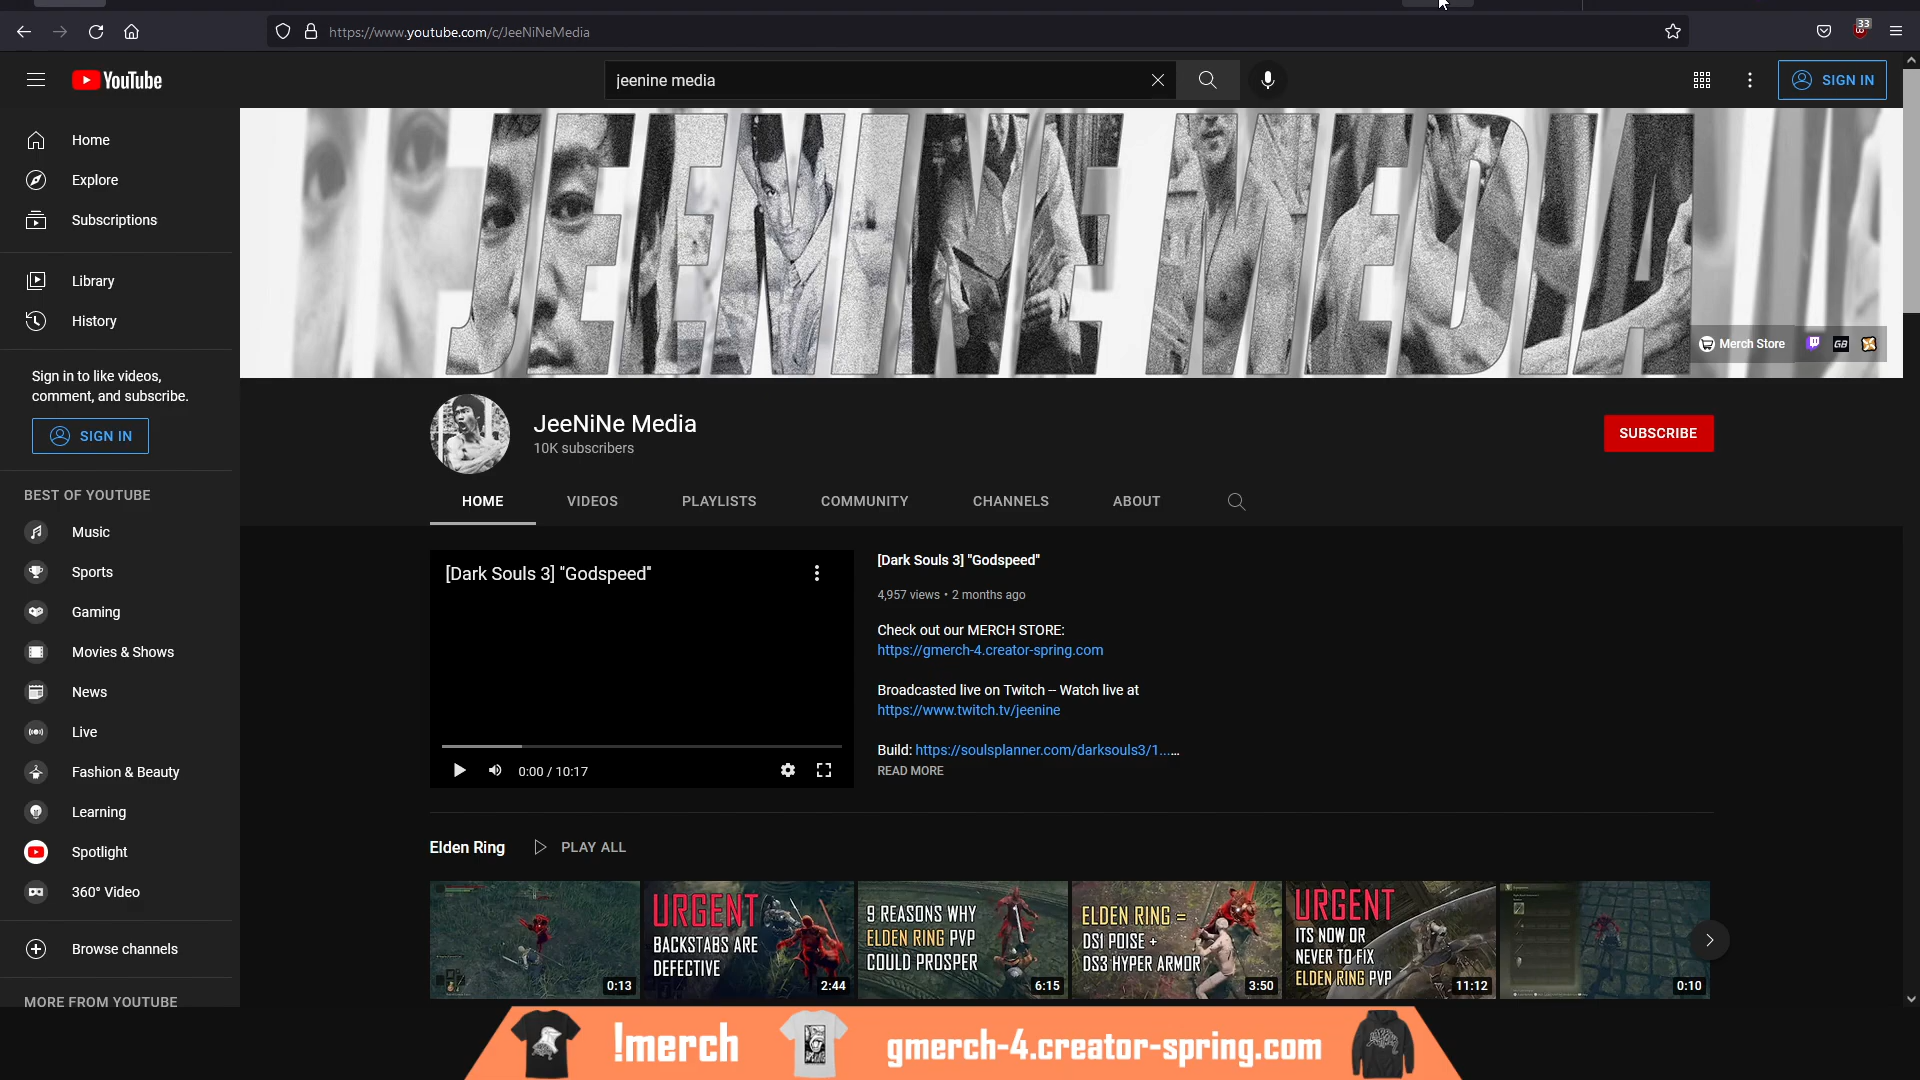 https://www.youtube.com/c/JeeNiNeMedia
33
YouTube
jeenine media
SIGN IN
Home
Explore
Subscriptions
Library
History
Sign in to like videos,
comment, and subscribe.
SIGN IN
BEST OF YOUTUBE
Music
Sports
Gaming
Movies & Shows
News
Live
Fashion & Beauty
Learning
Spotlight
360° Video
Browse channels
MORE FROM YOUTUBE
JEENINE MEDIA
Merch Store
GB
JeeNiNe Media
10K subscribers
SUBSCRIBE
HOME
VIDEOS
PLAYLISTS
COMMUNITY
CHANNELS
ABOUT
[Dark Souls 3] "Godspeed"
0:00 / 10:17
[Dark Souls 3] "Godspeed"
4,957 views • 2 months ago
Check out our MERCH STORE:
https://gmerch-4.creator-spring.com
Broadcasted live on Twitch -- Watch live at
https://www.twitch.tv/jeenine
Build: https://soulsplanner.com/darksouls3/1......
READ MORE
Elden Ring
PLAY ALL
0:13
URGENT
BACKSTABS ARE
DEFECTIVE
2:44
9 REASONS WHY
ELDEN RING PVP
COULD PROSPER
6:15
ELDEN RING =
DS1 POISE +
DS3 HYPER ARMOR
3:50
URGENT
ITS NOW OR
NEVER TO FIX
ELDEN RING PVP
11:12
0:10
!merch
gmerch-4.creator-spring.com